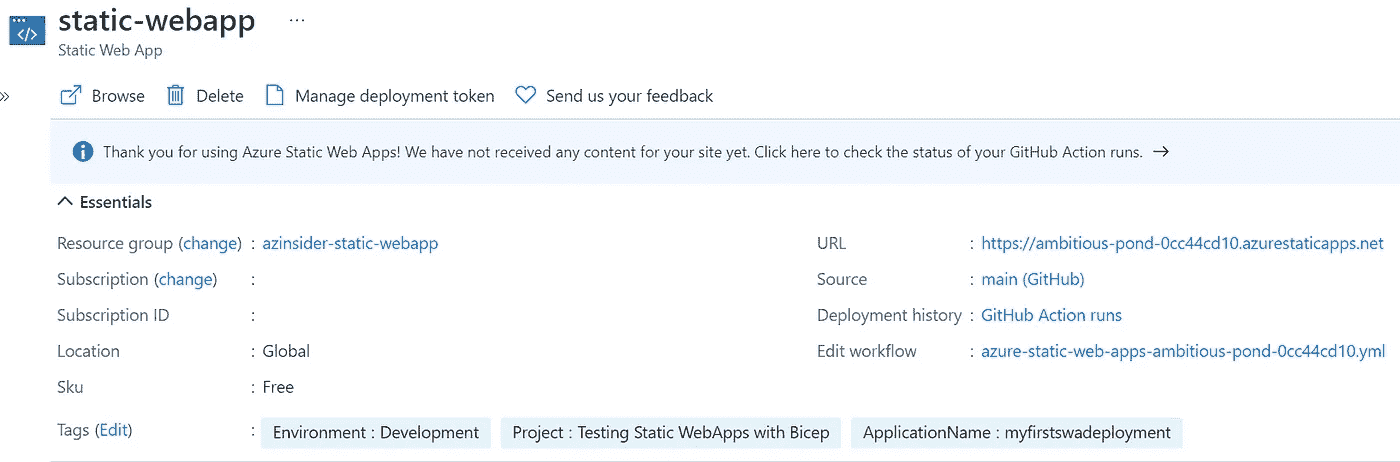 static-webapp ...
Static Web App
» Browse Delete Manage deployment token Send us your feedback
Thank you for using Azure Static Web Apps! We have not received any content for your site yet. Click here to check the status of your GitHub Action runs. →
Essentials
Resource group (change) : azinsider-static-webapp
Subscription (change) :
Subscription ID :
Location : Global
Sku : Free
URL : https://ambitious-pond-0cc44cd10.azurestaticapps.net
Source : main (GitHub)
Deployment history : GitHub Action runs
Edit workflow : azure-static-web-apps-ambitious-pond-0cc44cd10.yml
Tags (Edit) : Environment : Development Project : Testing Static WebApps with Bicep ApplicationName : myfirstswadeployment